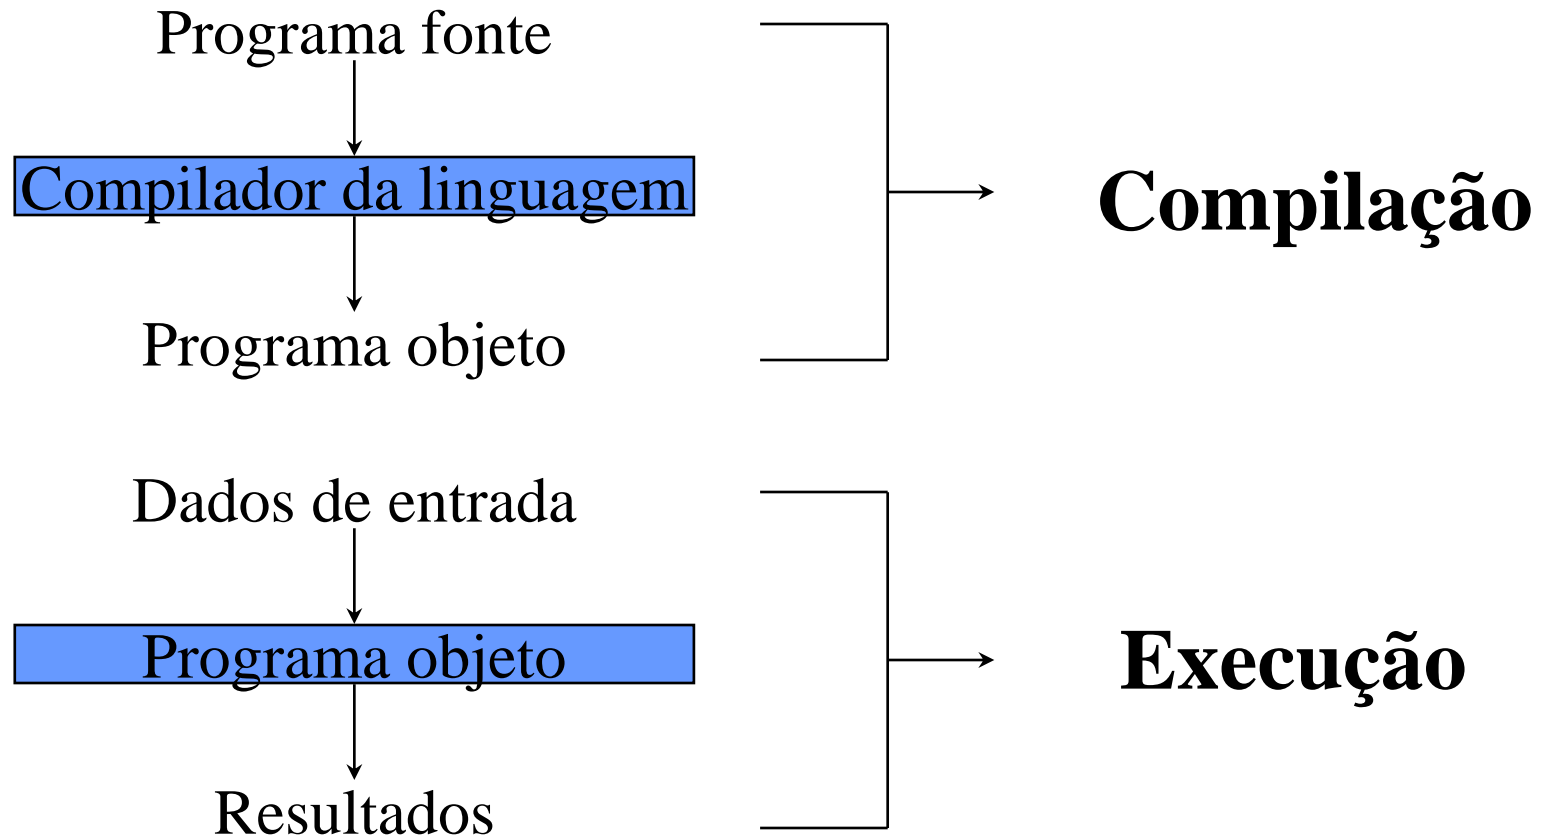 Programa fonte
Compilador da linguagem
Compilação
Programa objeto
Dados de entrada
Programa objeto
Execução
Resultados